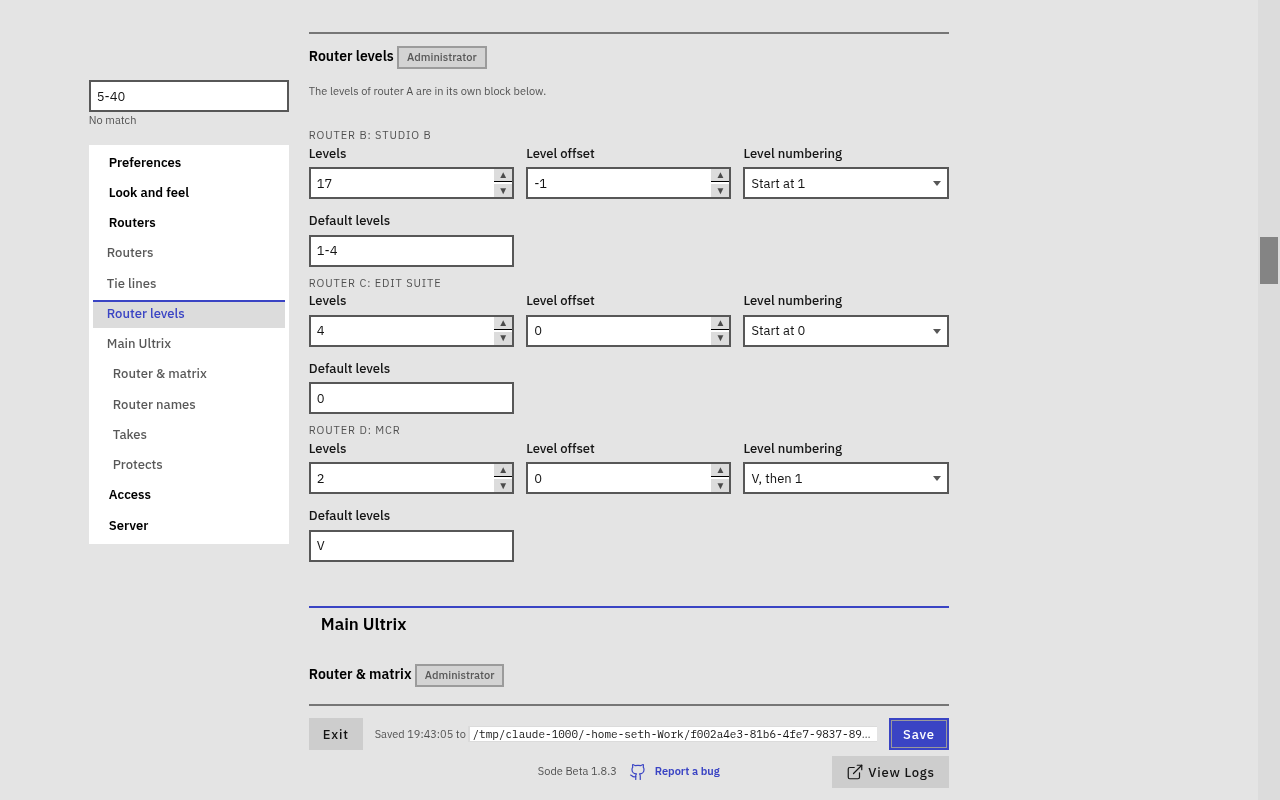 Router levels Administrator
The levels of router A are in its own block below.
5-40
No match
Preferences
Look and feel
Routers
Routers
Tie lines
Router levels
Main Ultrix
Router & matrix
Router names
Takes
Protects
Access
Server
ROUTER B: STUDIO B
Levels Level offset Level numbering
17 -1 Start at 1
Default levels
1-4
ROUTER C: EDIT SUITE
Levels Level offset Level numbering
4 0 Start at 0
Default levels
0
ROUTER D: MCR
Levels Level offset Level numbering
2 0 V, then 1
Default levels
V
Main Ultrix
Router & matrix Administrator
Exit Saved 19:43:05 to /tmp/claude-1000/-home-seth-Work/f002a4e3-81b6-4fe7-9837-89… Save
Sode Beta 1.8.3 Report a bug View Logs